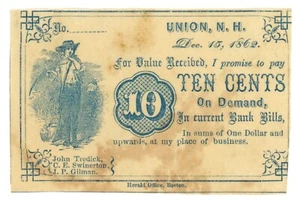 No.
UNION, N. H.
Dec. 15, 1862.
For Value Received, I promise to pay
TEN CENTS
On Demand,
10
In current Bank Bills,
In sums of One Dollar and
upwards, at my place of business.
John Tredick,
C. E. Swinerton,
J. P. Gilman.
Herald Office, Boston.